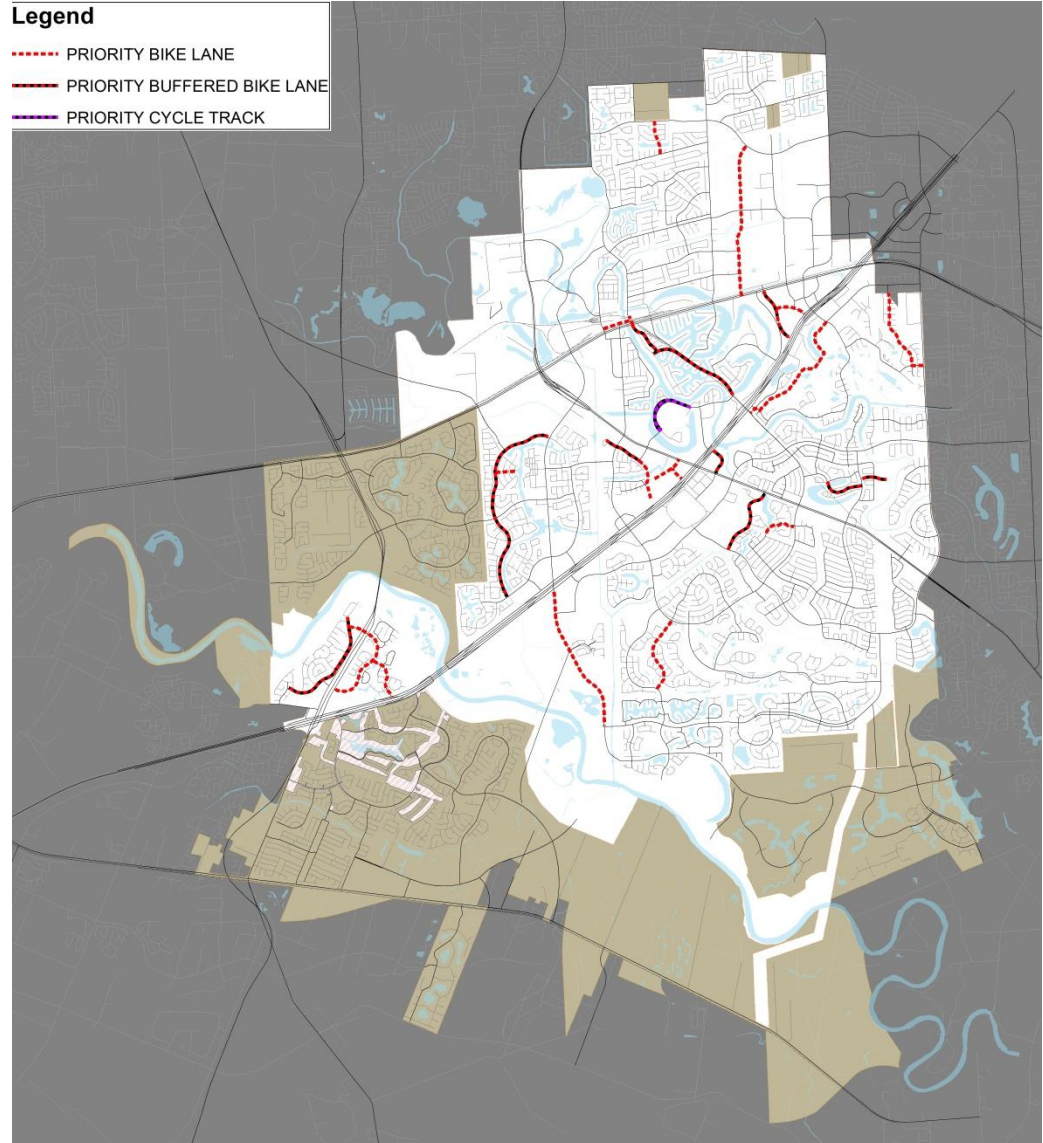 Legend
PRIORITY BIKE LANE
PRIORITY BUFFERED BIKE LANE
PRIORITY CYCLE TRACK